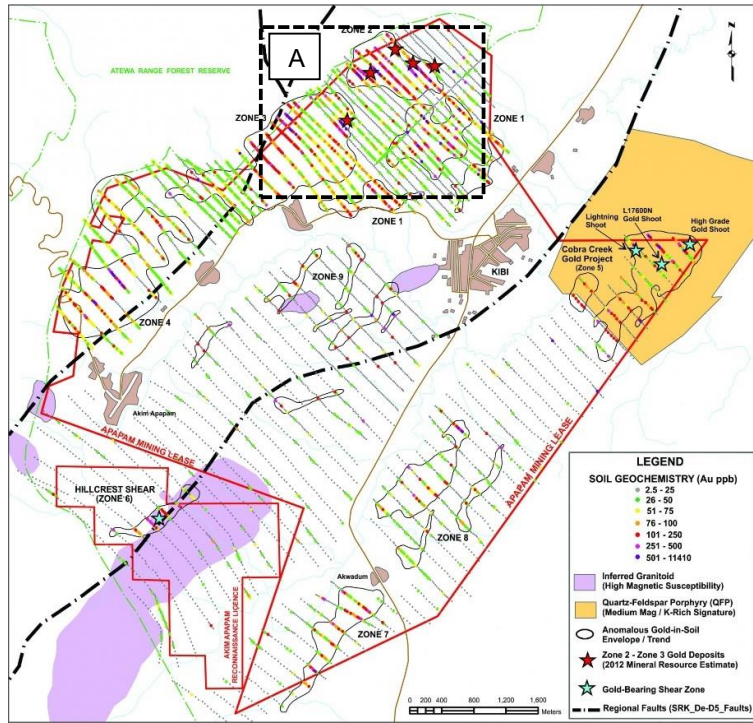 A
ZONE 2
ATEWA RANGE FOREST RESERVE
N
ZONE 3
ZONE 1
ZONE 1
Lightning
Shoot
L17600N
Gold Shoot
High Grade
Gold Shoot
Cobra Creek
Gold Project
(Zone 5)
KIBI
ZONE 9
ZONE 4
Akim Apapam
APAPAM MINING LEASE
APAPAM MINING LEASE
HILLCREST SHEAR
(ZONE 6)
ZONE 8
Akwadum
AKIM APAPAM
RECONNAISSANCE LIGENCE
ZONE 7
0 400 800 1,200 1,600
Meters
LEGEND
SOIL GEOCHEMISTRY (Au ppb)
2.5 - 25
26 - 50
51 - 75
76 - 100
101 - 250
251 - 500
501 - 11410
Inferred Granitoid
(High Magnetic Susceptibility)
Quartz-Feldspar Porphyry (QFP)
(Medium Mag / K-Rich Signature)
Anomalous Gold-in-Soil
Envelope / Trend
Zone 2 - Zone 3 Gold Deposits
(2012 Mineral Resource Estimate)
Gold-Bearing Shear Zone
Regional Faults (SRK_De-D5_Faults)